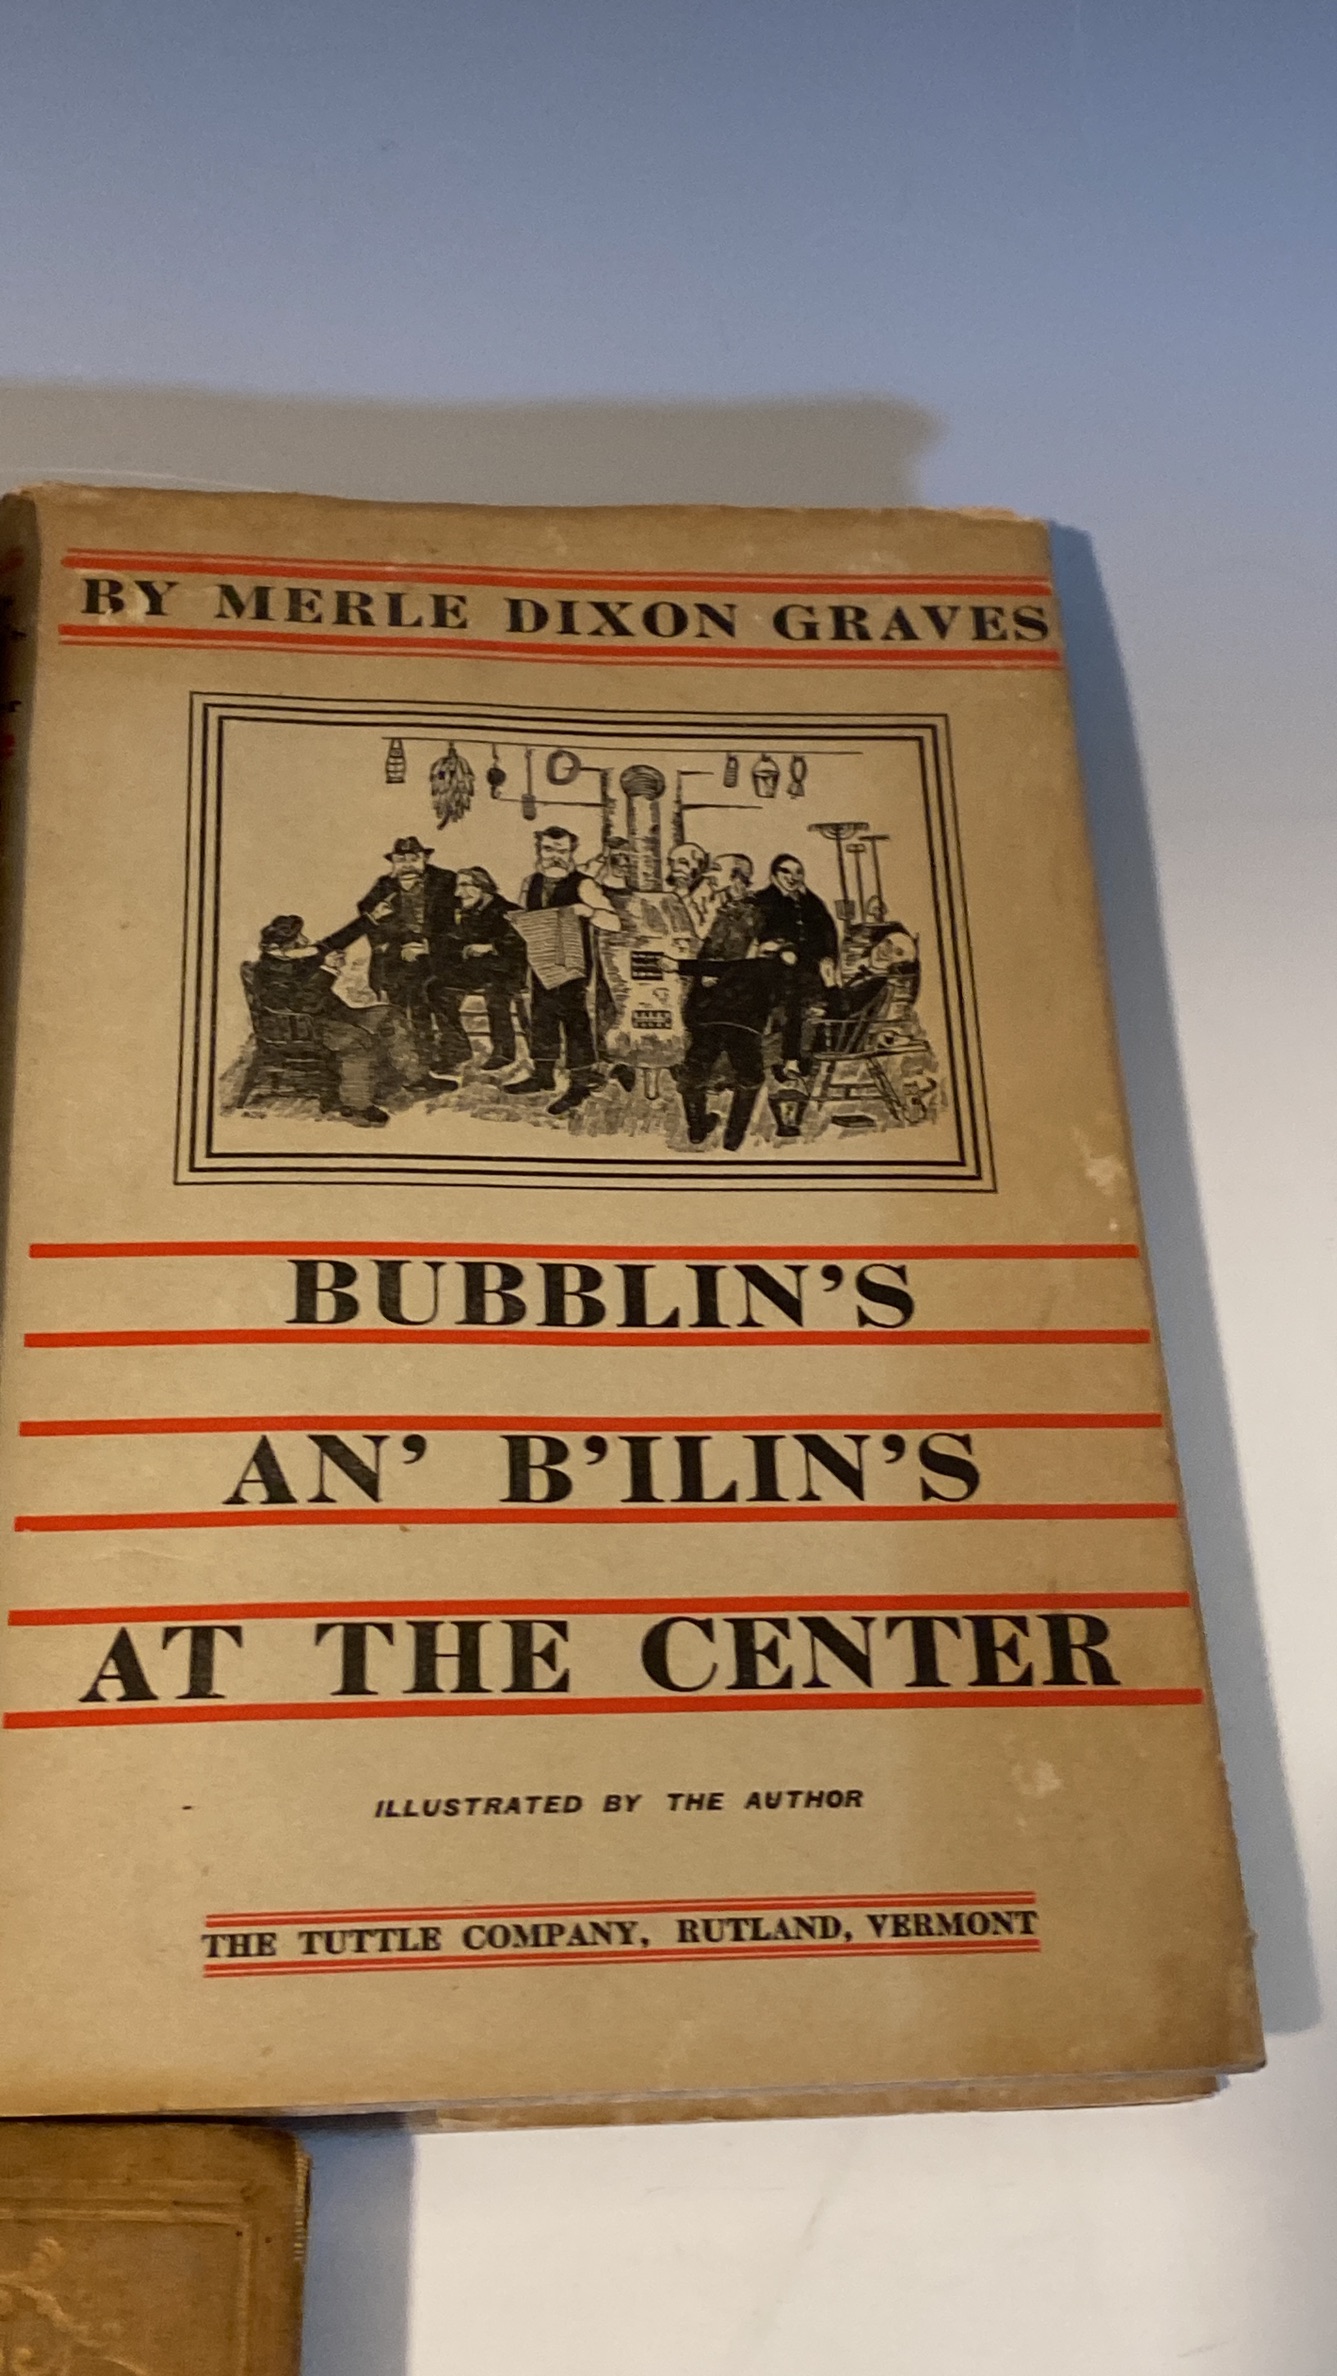 BY MERLE DIXON GRAVES
BUBBLIN'S
AN' B'ILIN'S
AT THE CENTER
ILLUSTRATED BY THE AUTHOR
THE TUTTLE COMPANY, RUTLAND, VERMONT